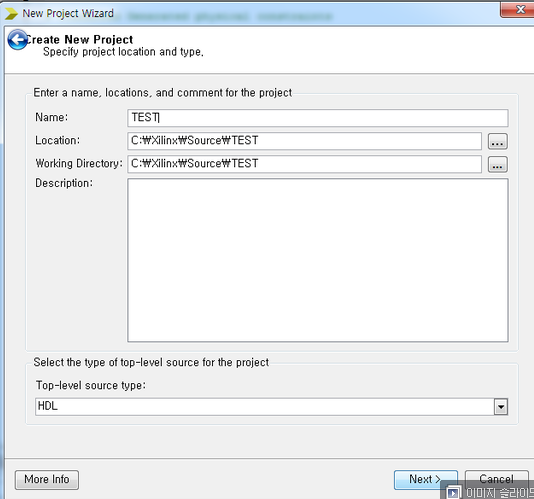 New Project Wizard
Create New Project
Specify project location and type.
Enter a name, locations, and comment for the project
Name: TEST
Location: C:₩Xilinx₩Source₩TEST ...
Working Directory: C:₩Xilinx₩Source₩TEST ...
Description:
Select the type of top-level source for the project
Top-level source type:
HDL
More Info Next > Cancel
이미지 슬라이드